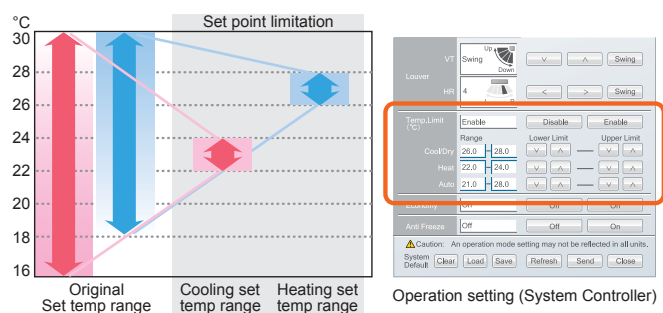 °C
Set point limitation
30
28
26
24
22
20
18
16
Original
Set temp range
Cooling set
temp range
Heating set
temp range
VT
Swing
Up
Down
Swing
Louver
HR
4
Swing
Temp.Limit
(°C)
Enable
Disable
Enable
Range
Lower Limit
Upper Limit
Cool/Dry
26.0
28.0
Heat
22.0
24.0
Auto
21.0
28.0
Economy
On
Off
On
Anti Freeze
Off
Off
On
Caution: An operation mode setting may not be reflected in all units.
System
Default
Clear
Load
Save
Refresh
Send
Close
Operation setting (System Controller)